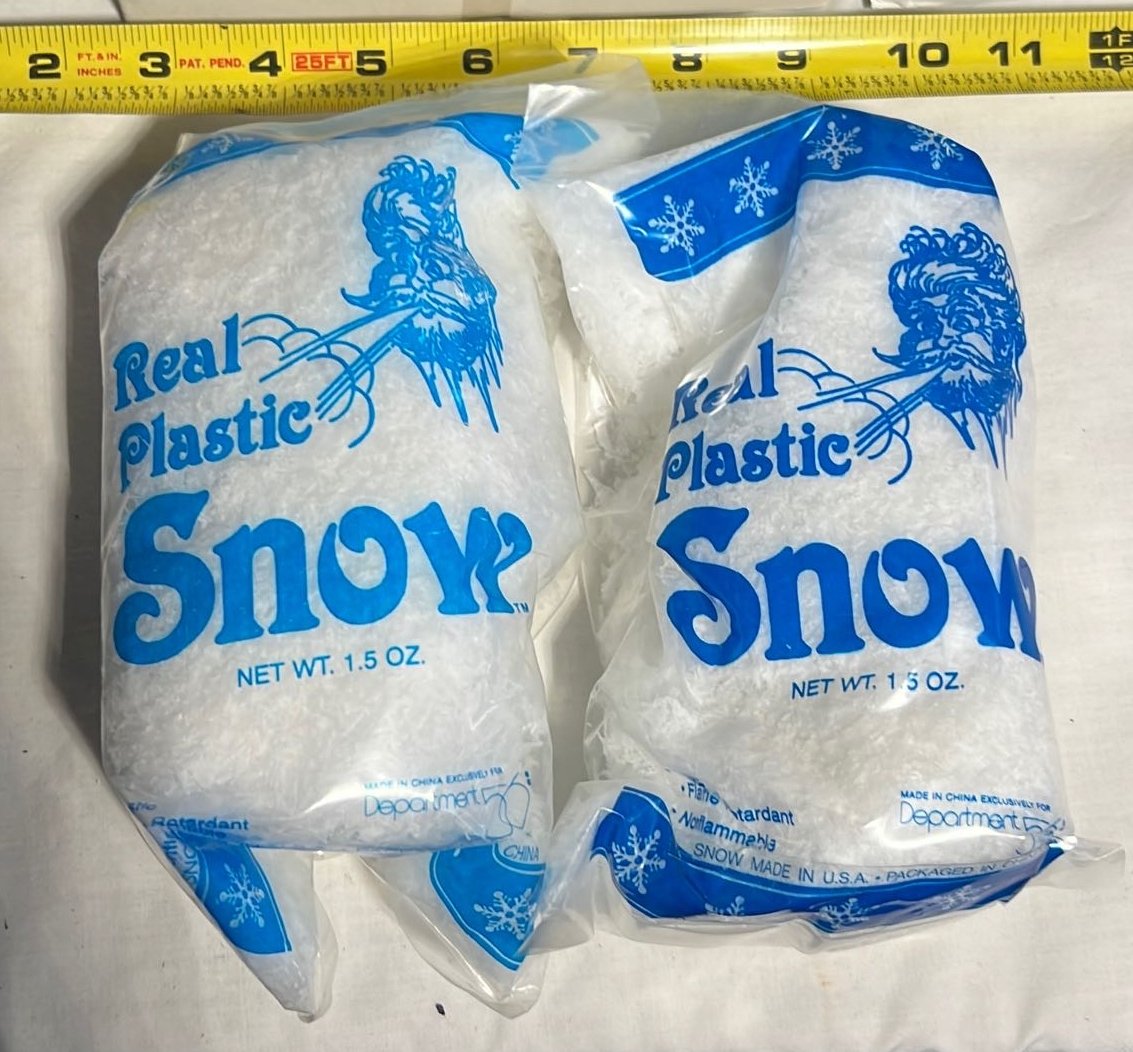 2 FT. & IN. INCHES 3 PAT. PEND. 4 25FT 5 6 7 8 9 10 11 1F 12
Real
Plastic
Snow™
NET WT. 1.5 OZ.
MADE IN CHINA EXCLUSIVELY FOR
Department 56
Retardant
CHINA
Real
Plastic
Snow
NET WT. 1.5 OZ.
• Flame Retardant
• Nonflammable
MADE IN CHINA EXCLUSIVELY FOR
Department 56
SNOW MADE IN U.S.A. • PACKAGED IN